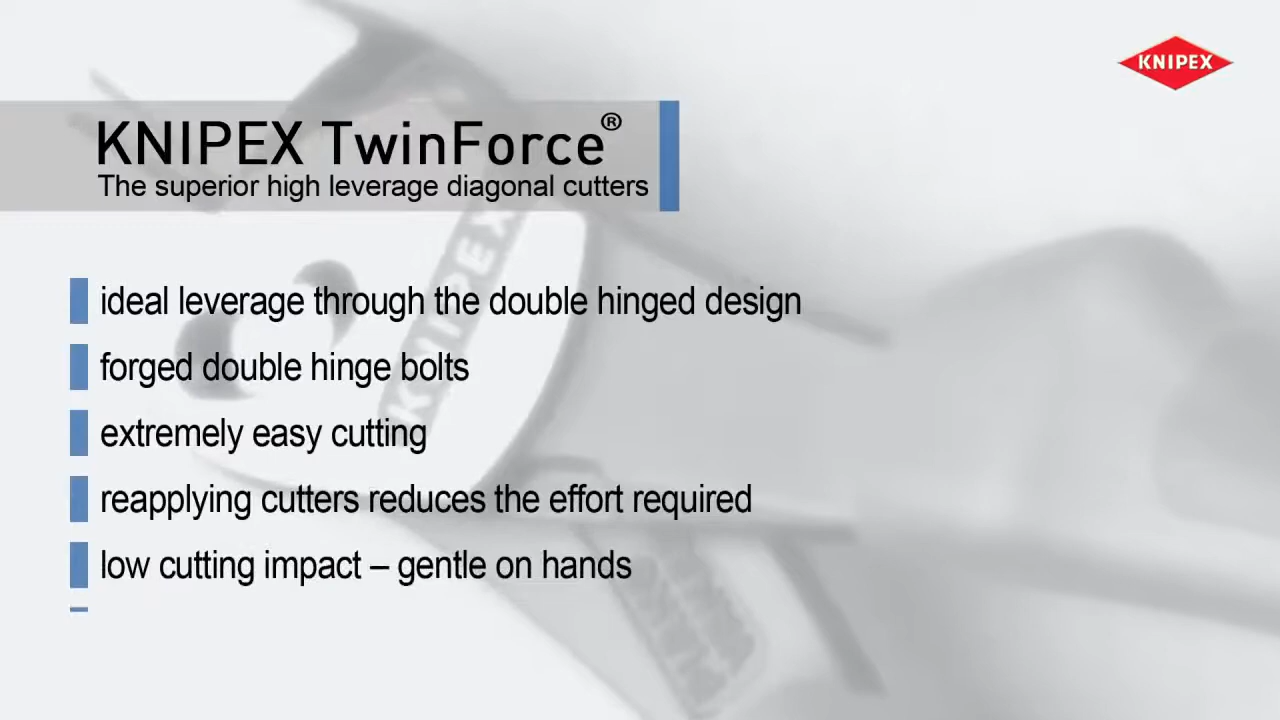 KNIPEX
KNIPEX TwinForce®
The superior high leverage diagonal cutters
KNIPEX
ideal leverage through the double hinged design
forged double hinge bolts
extremely easy cutting
reapplying cutters reduces the effort required
low cutting impact – gentle on hands